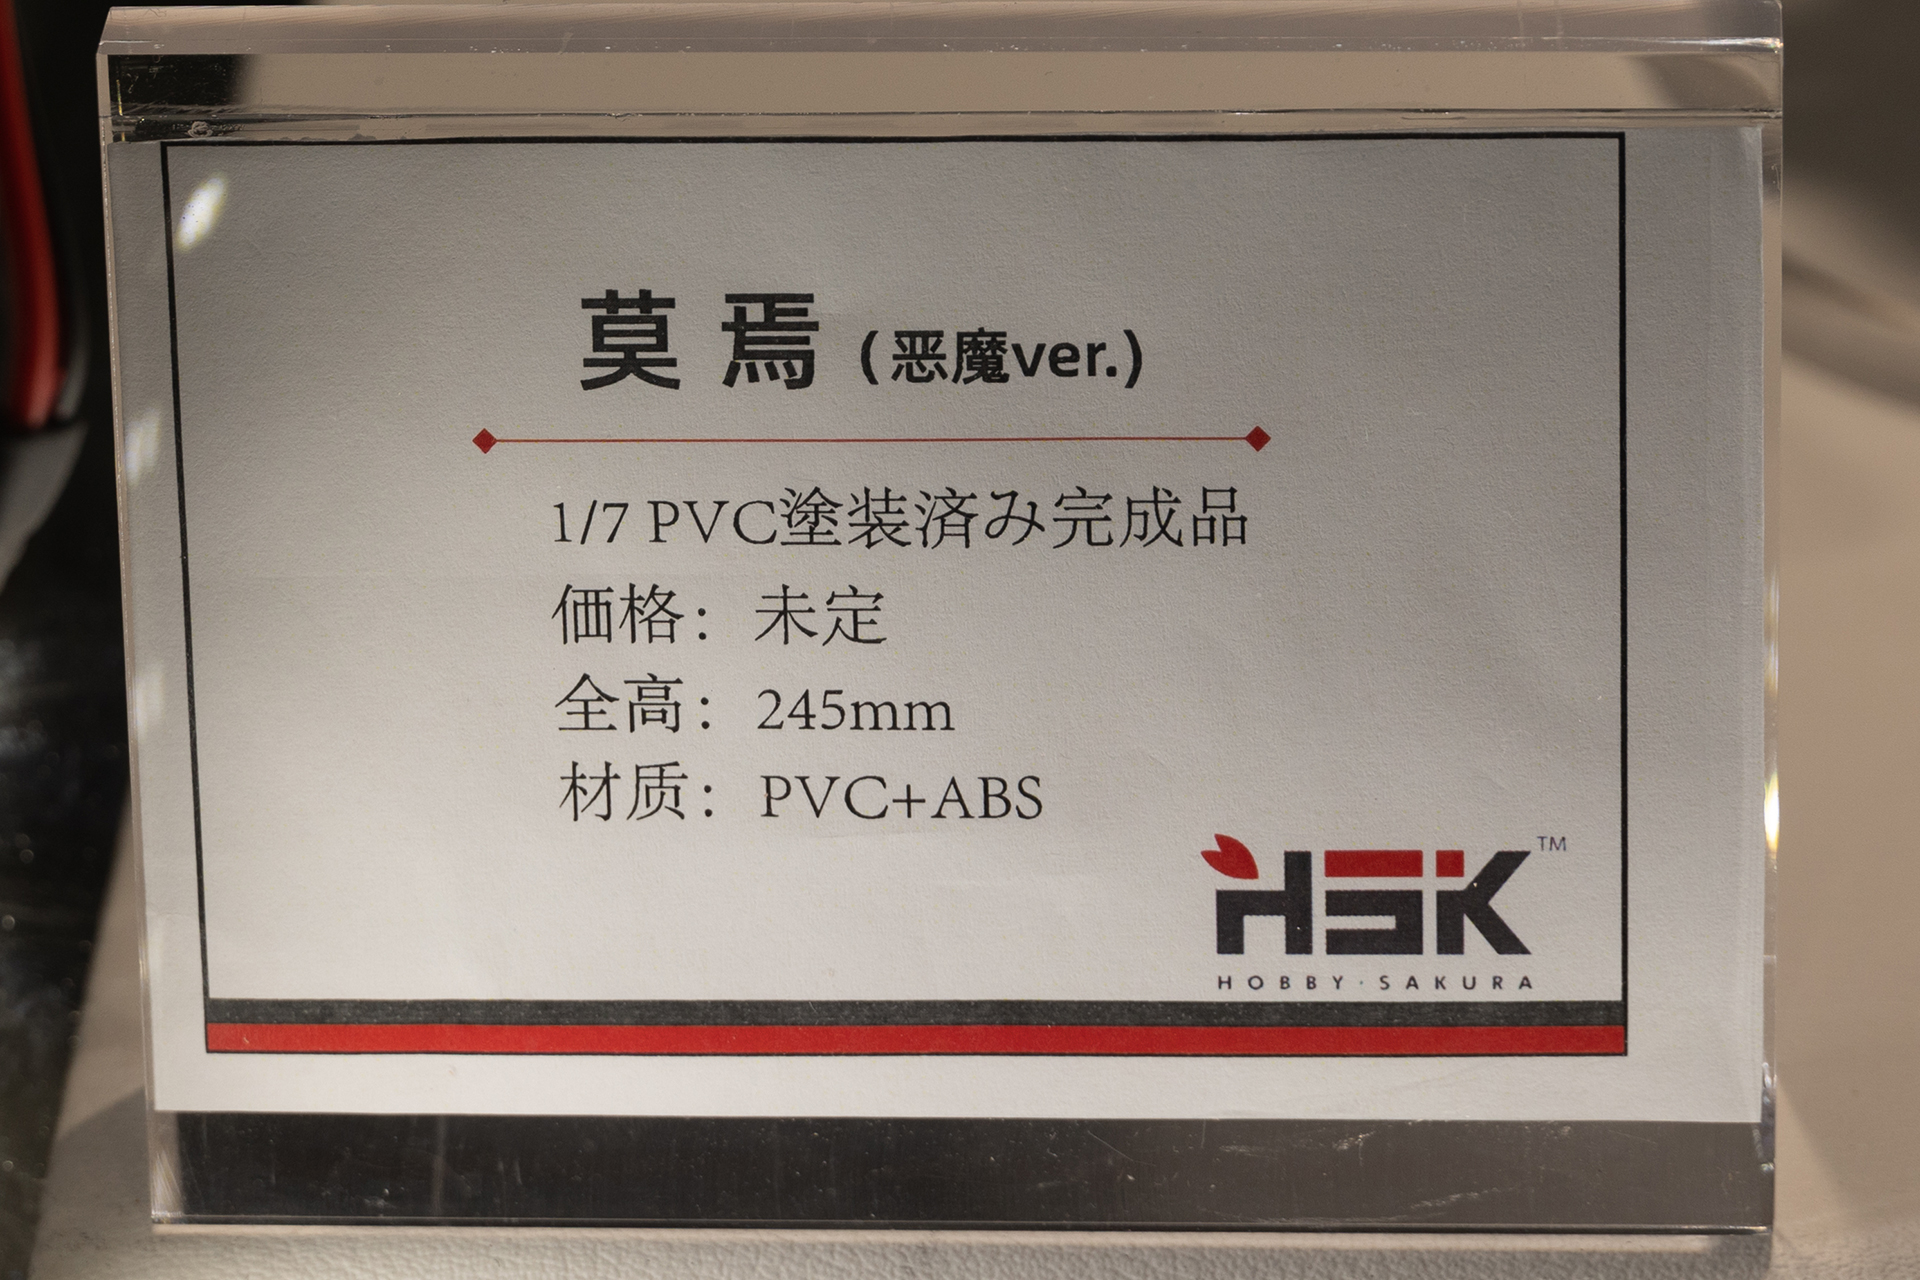 莫焉 (恶魔ver.)
1/7 PVC塗装済み完成品
価格：未定
全高：245mm
材质：PVC+ABS
HSK™
HOBBY·SAKURA